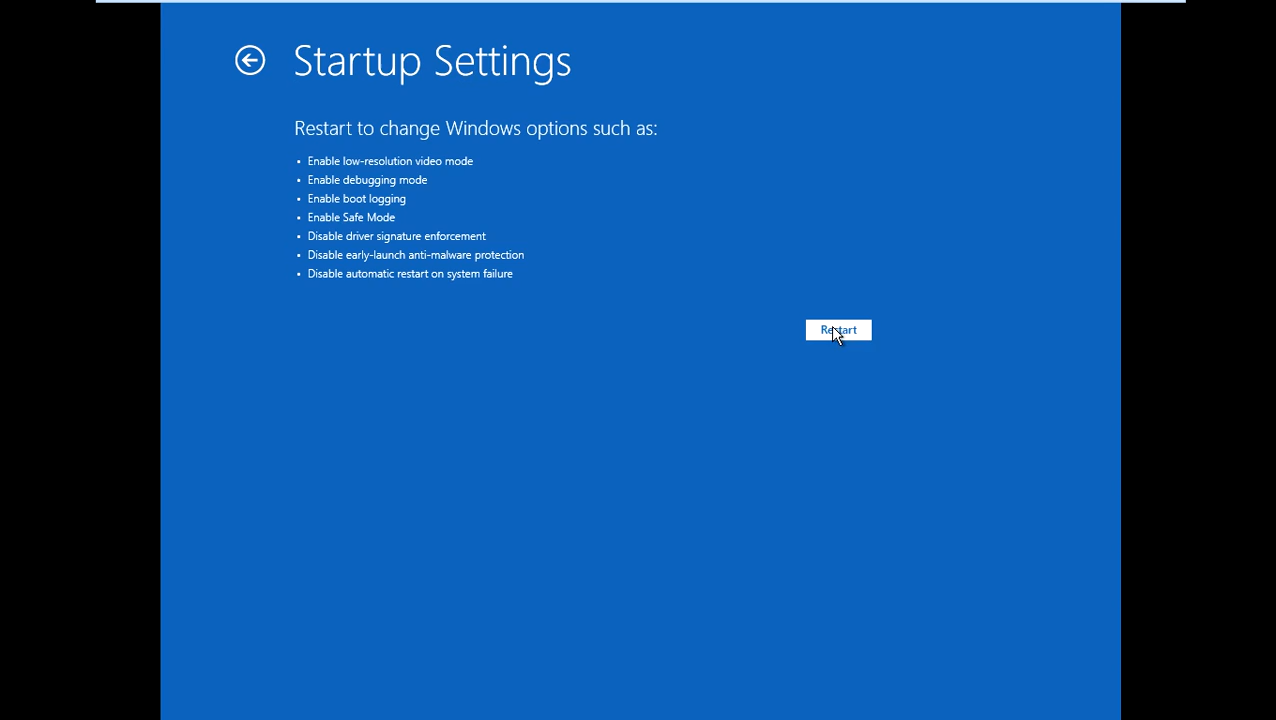 Startup Settings
Restart to change Windows options such as:
• Enable low-resolution video mode
• Enable debugging mode
• Enable boot logging
• Enable Safe Mode
• Disable driver signature enforcement
• Disable early-launch anti-malware protection
• Disable automatic restart on system failure
Restart